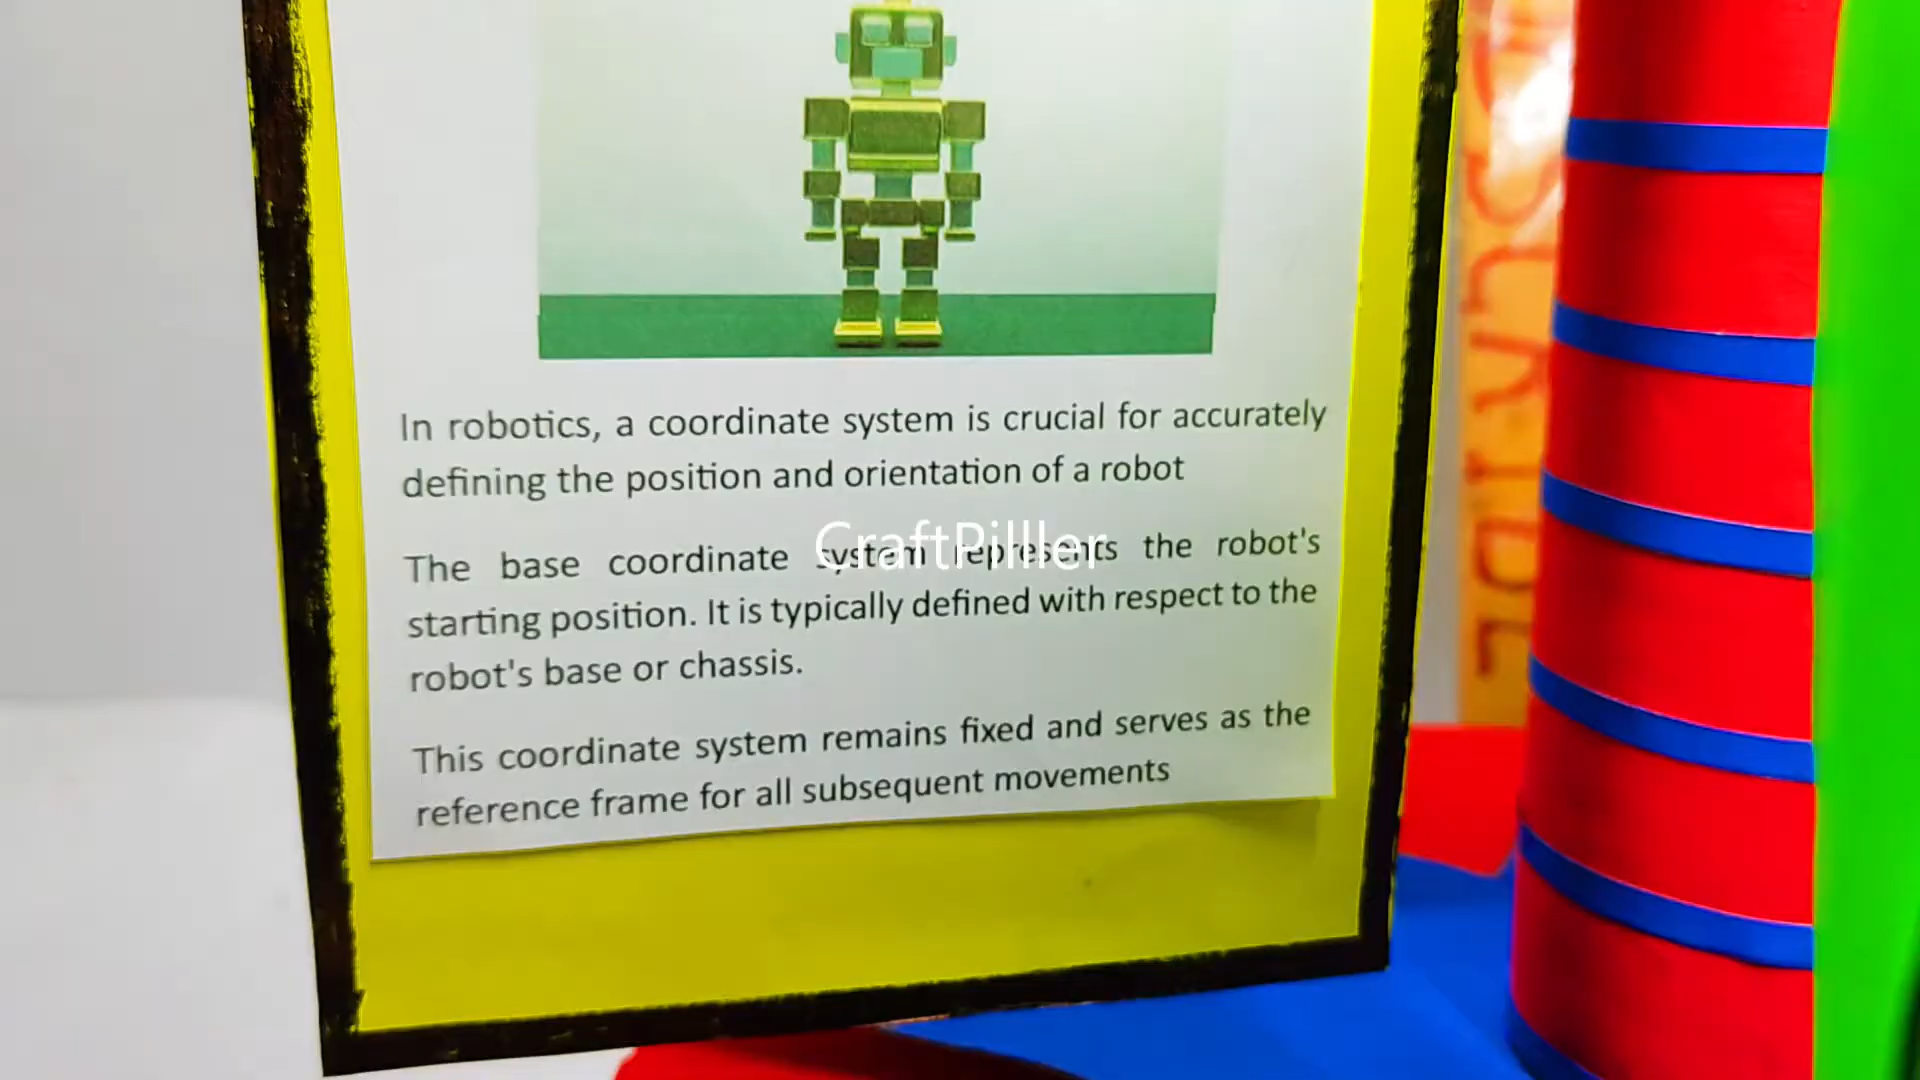 In robotics, a coordinate system is crucial for accurately
defining the position and orientation of a robot
The base coordinate system represents the robot's
starting position. It is typically defined with respect to the
robot's base or chassis.
This coordinate system remains fixed and serves as the
reference frame for all subsequent movements
CraftPilller